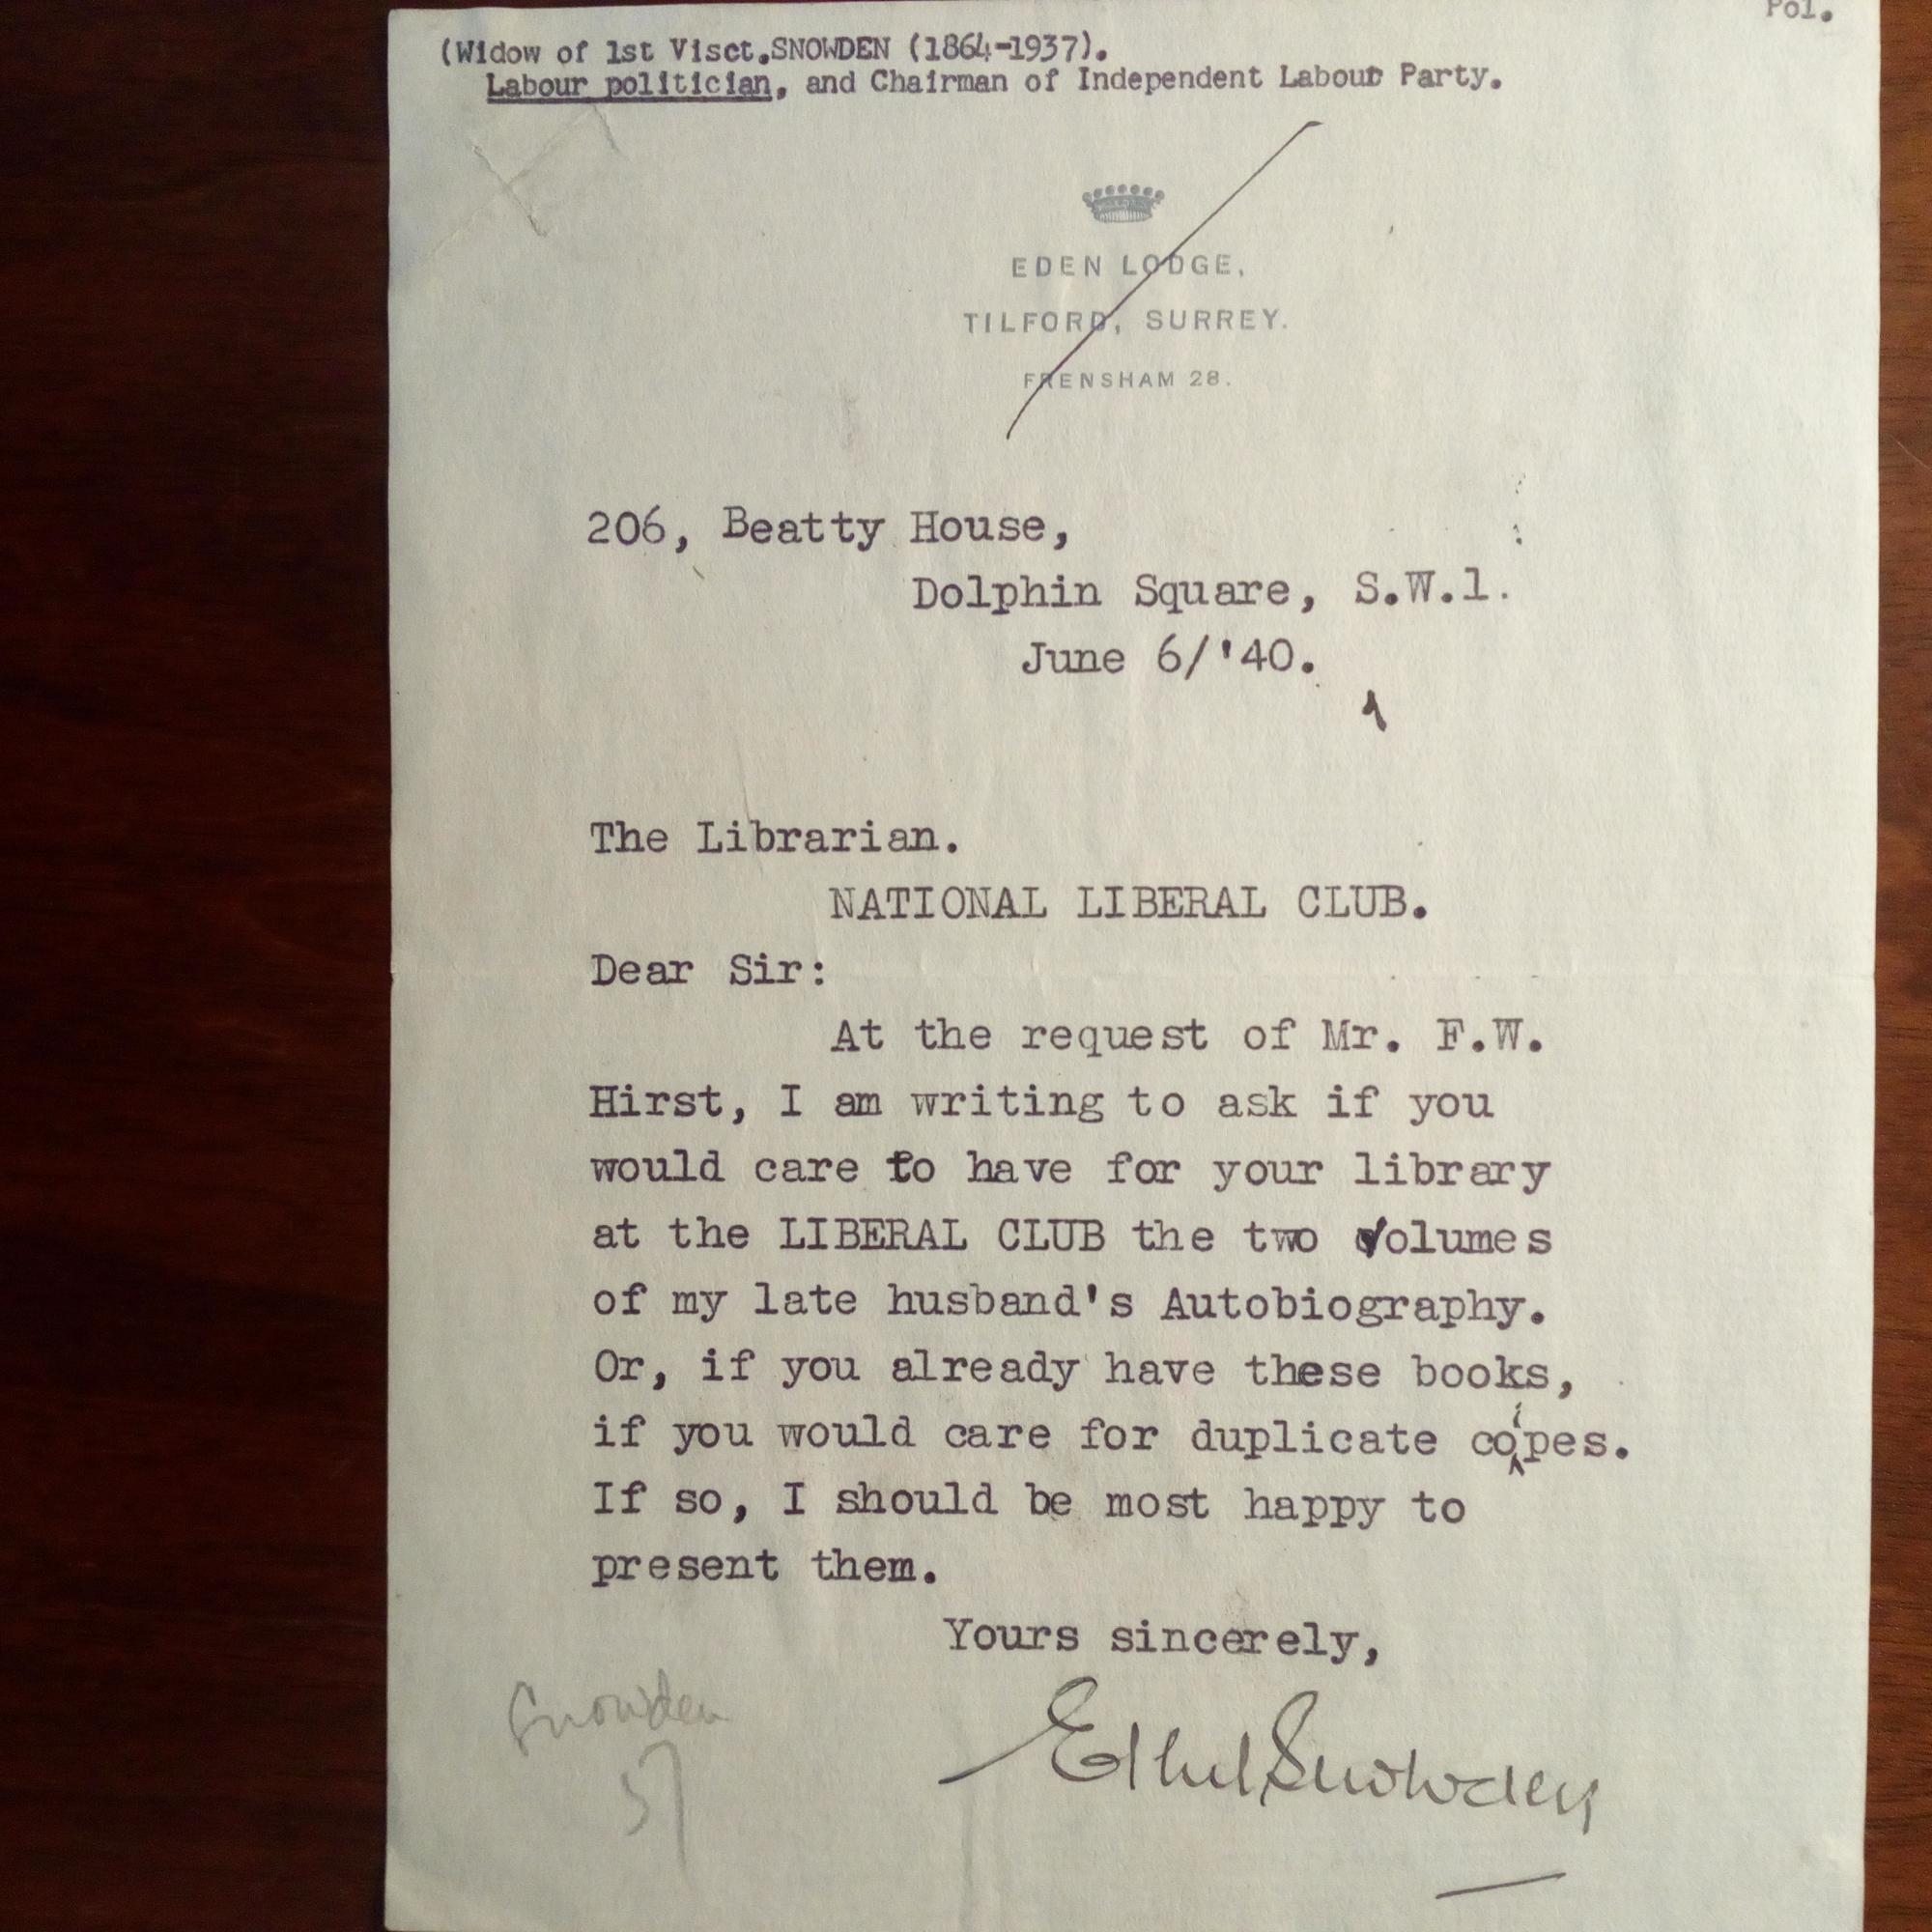 Pol.
(Widow of 1st Visct.SNOWDEN (1864-1937).
Labour politician, and Chairman of Independent Labour Party.
EDEN LODGE,
TILFORD, SURREY.
FRENSHAM 28.
206, Beatty House,
Dolphin Square, S.W.1.
June 6/'40.
The Librarian.
NATIONAL LIBERAL CLUB.
Dear Sir:
At the request of Mr. F.W.
Hirst, I am writing to ask if you
would care to have for your library
at the LIBERAL CLUB the two volumes
of my late husband's Autobiography.
Or, if you already have these books,
if you would care for duplicate copies.
If so, I should be most happy to
present them.
Yours sincerely,
Ethel Snowden
Snowden
57